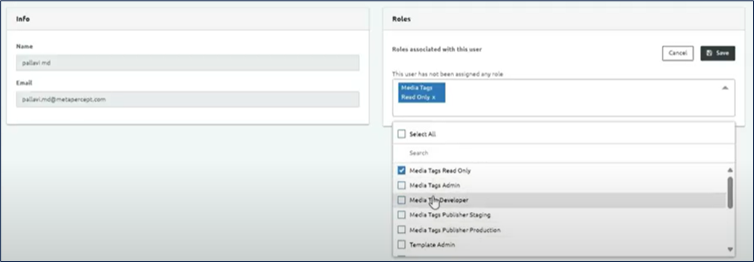 Info
Name
pallavi md
Email
pallavi.md@metapercept.com
Roles
Roles associated with this user
Cancel
Save
This user has not been assigned any role
Media Tags
Read Only x
Select All
Search
Media Tags Read Only
Media Tags Admin
Media Developer
Media Tags Publisher Staging
Media Tags Publisher Production
Template Admin